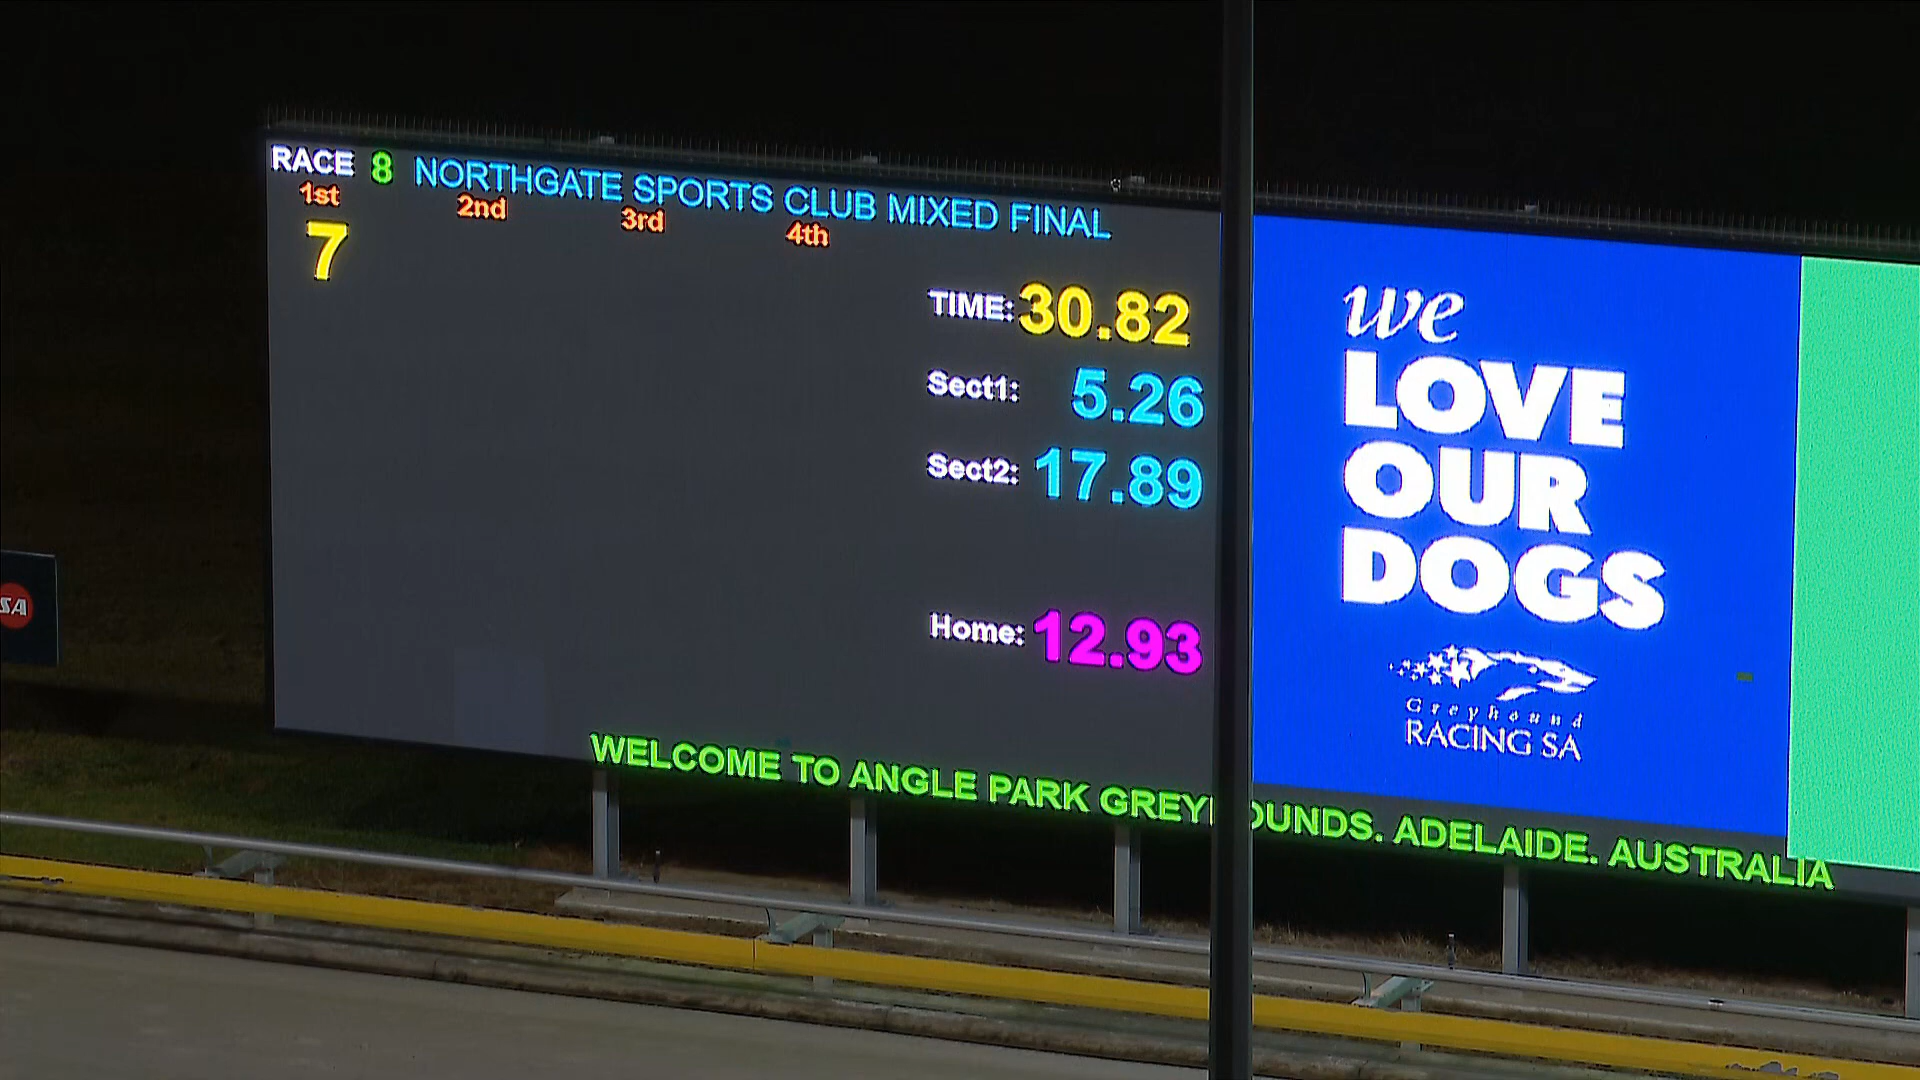 RACE 8 NORTHGATE SPORTS CLUB MIXED FINAL
1st 2nd 3rd 4th
7
TIME: 30.82
Sect1: 5.26
Sect2: 17.89
Home: 12.93
we
LOVE
OUR
DOGS
Greyhound
RACING SA
SA
WELCOME TO ANGLE PARK GREYHOUNDS. ADELAIDE. AUSTRALIA